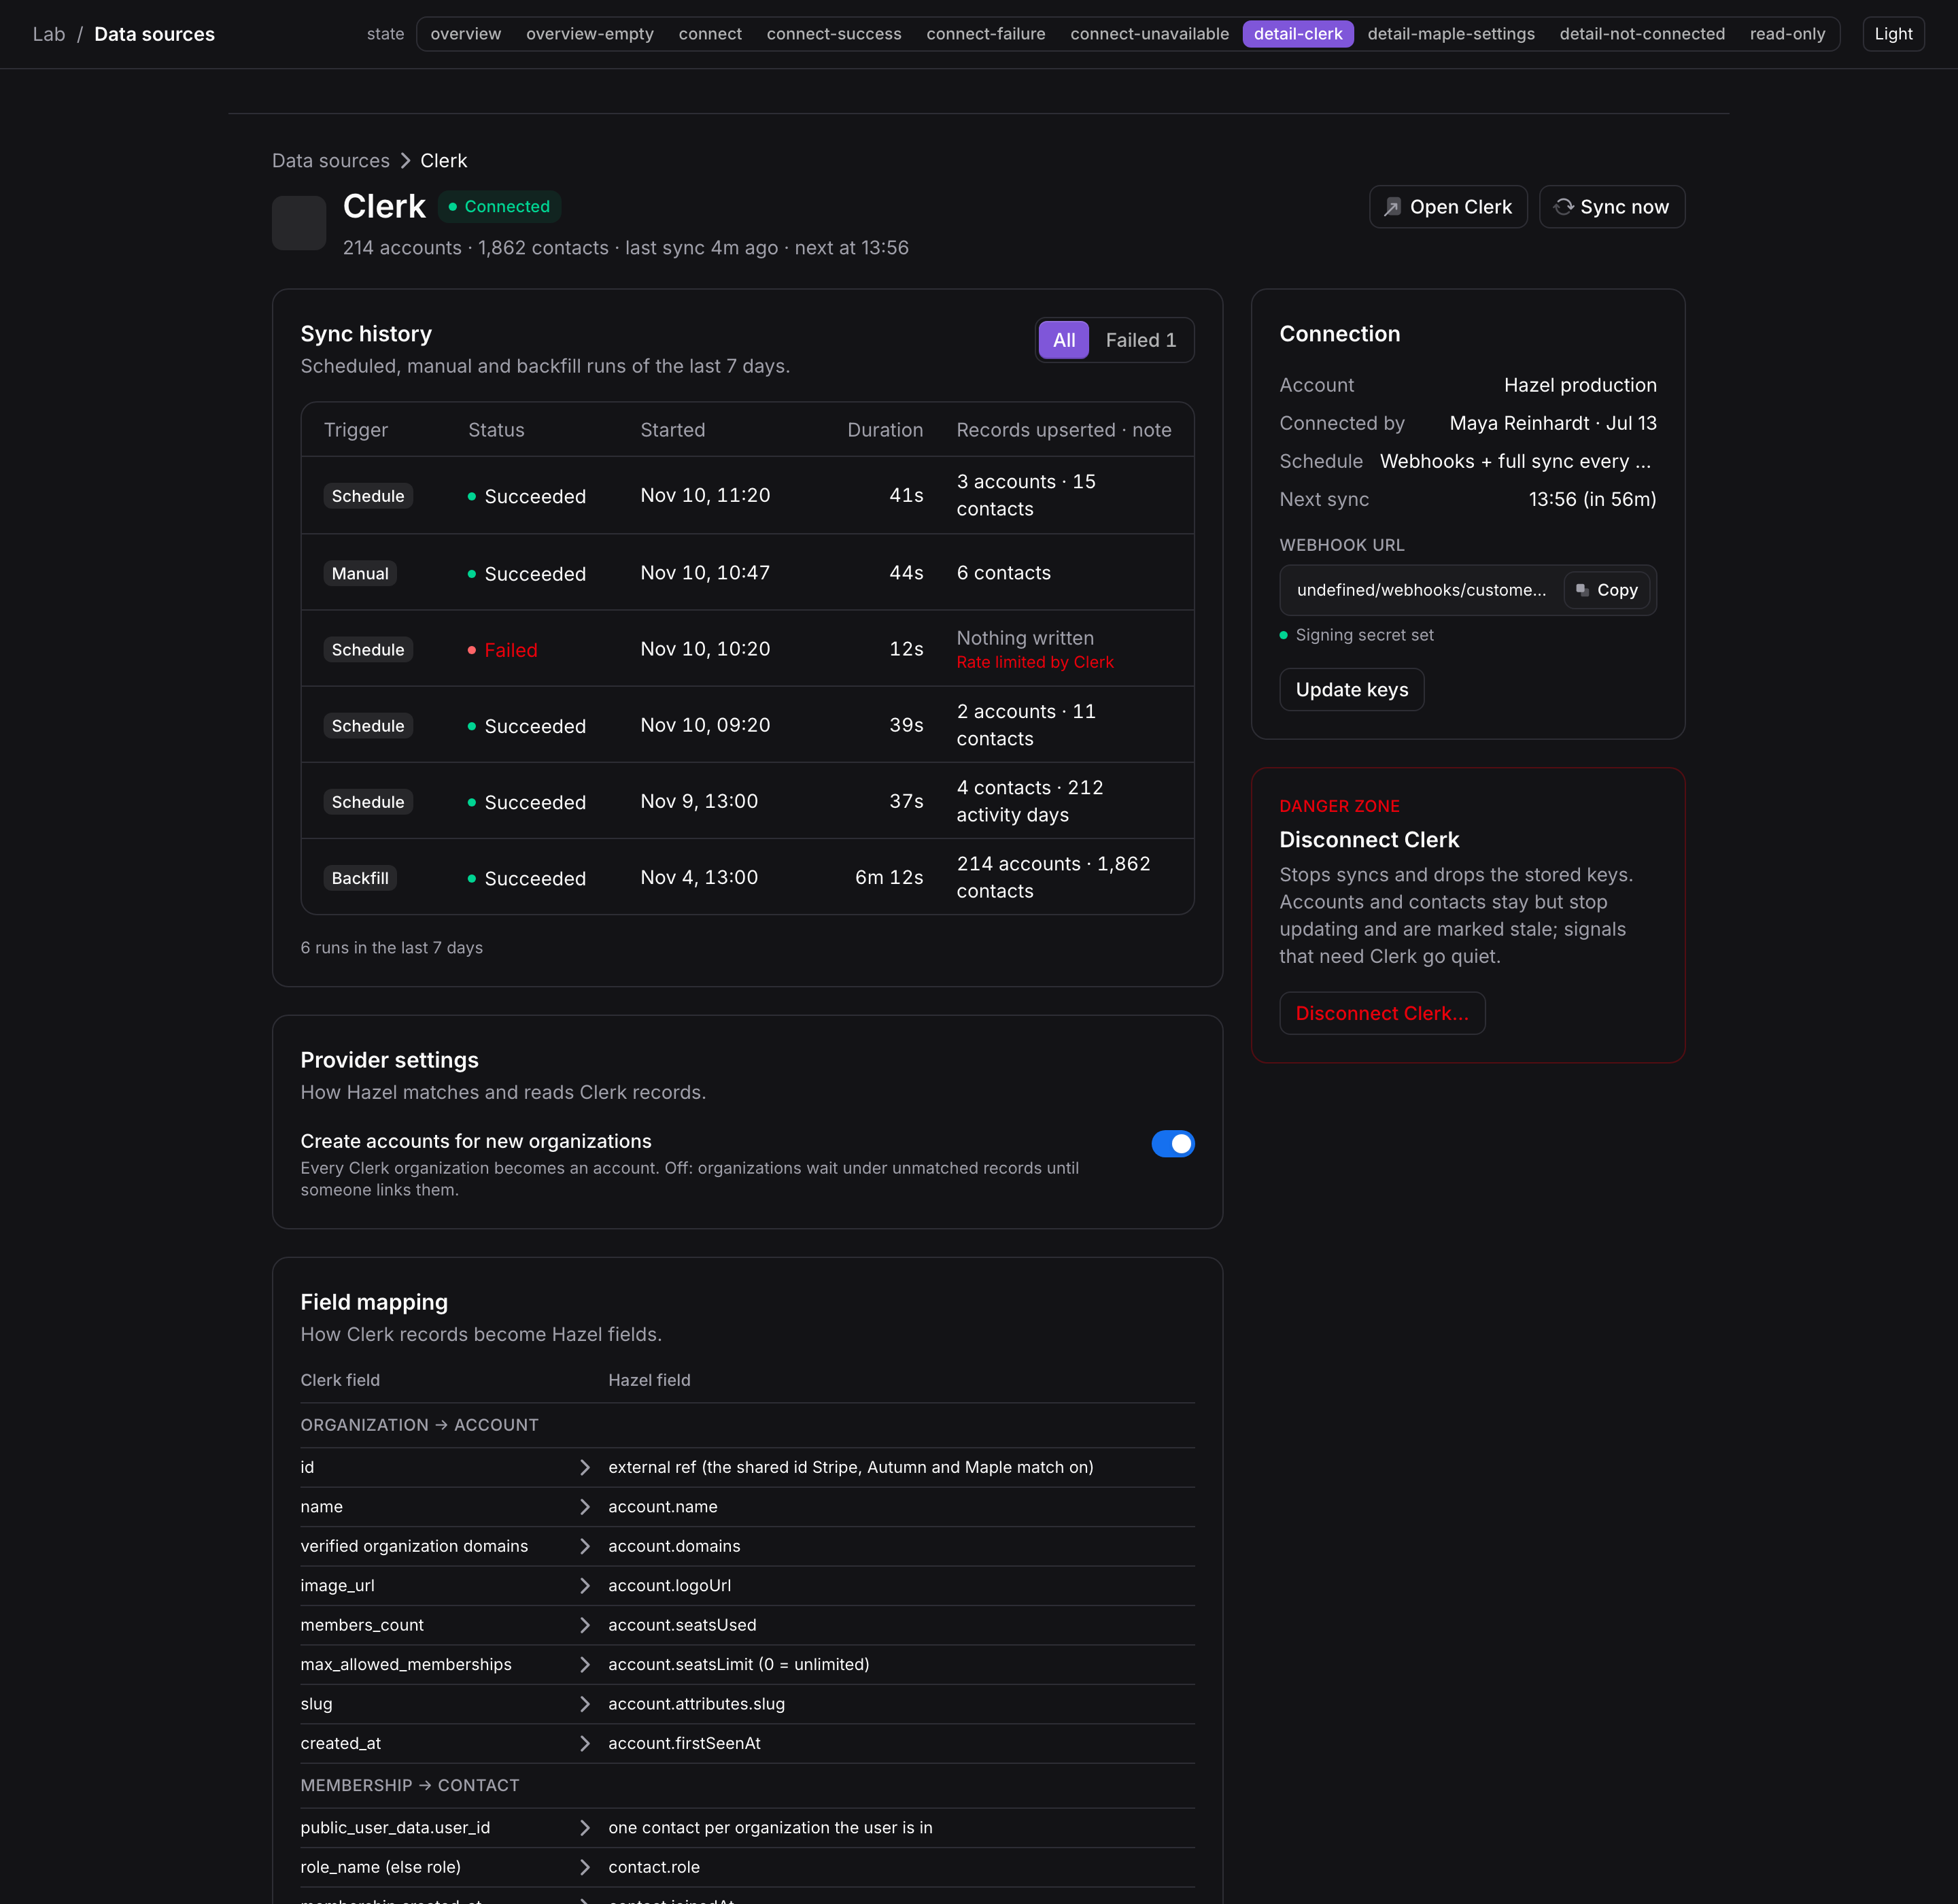 Lab / Data sources
state overview overview-empty connect connect-success connect-failure connect-unavailable detail-clerk detail-maple-settings detail-not-connected read-only Light
Data sources > Clerk
Clerk Connected
214 accounts · 1,862 contacts · last sync 4m ago · next at 13:56
Open Clerk Sync now
Sync history
Scheduled, manual and backfill runs of the last 7 days.
All Failed 1
Trigger Status Started Duration Records upserted · note
Schedule Succeeded Nov 10, 11:20 41s 3 accounts · 15
contacts
Manual Succeeded Nov 10, 10:47 44s 6 contacts
Schedule Failed Nov 10, 10:20 12s Nothing written
Rate limited by Clerk
Schedule Succeeded Nov 10, 09:20 39s 2 accounts · 11
contacts
Schedule Succeeded Nov 9, 13:00 37s 4 contacts · 212
activity days
Backfill Succeeded Nov 4, 13:00 6m 12s 214 accounts · 1,862
contacts
6 runs in the last 7 days
Connection
Account Hazel production
Connected by Maya Reinhardt · Jul 13
Schedule Webhooks + full sync every ...
Next sync 13:56 (in 56m)
WEBHOOK URL
undefined/webhooks/custome... Copy
Signing secret set
Update keys
DANGER ZONE
Disconnect Clerk
Stops syncs and drops the stored keys.
Accounts and contacts stay but stop
updating and are marked stale; signals
that need Clerk go quiet.
Disconnect Clerk...
Provider settings
How Hazel matches and reads Clerk records.
Create accounts for new organizations
Every Clerk organization becomes an account. Off: organizations wait under unmatched records until
someone links them.
Field mapping
How Clerk records become Hazel fields.
Clerk field Hazel field
ORGANIZATION → ACCOUNT
id > external ref (the shared id Stripe, Autumn and Maple match on)
name > account.name
verified organization domains > account.domains
image_url > account.logoUrl
members_count > account.seatsUsed
max_allowed_memberships > account.seatsLimit (0 = unlimited)
slug > account.attributes.slug
created_at > account.firstSeenAt
MEMBERSHIP → CONTACT
public_user_data.user_id > one contact per organization the user is in
role_name (else role) > contact.role